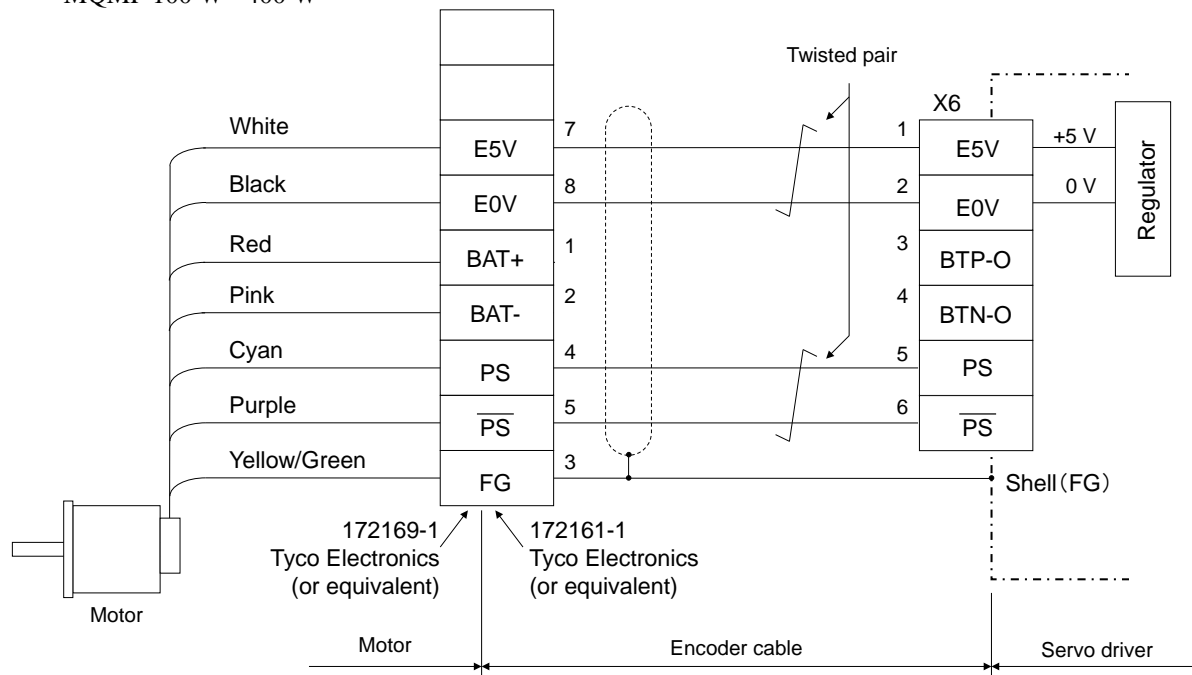 Twisted pair
X6
White
7
E5V
1
E5V
+5 V
Regulator
Black
8
E0V
2
E0V
0 V
Red
1
BAT+
3
BTP-O
Pink
2
BAT-
4
BTN-O
Cyan
4
PS
5
PS
Purple
5
PS
6
PS
Yellow/Green
3
FG
Shell(FG)
172169-1
Tyco Electronics
(or equivalent)
172161-1
Tyco Electronics
(or equivalent)
Motor
Motor
Encoder cable
Servo driver